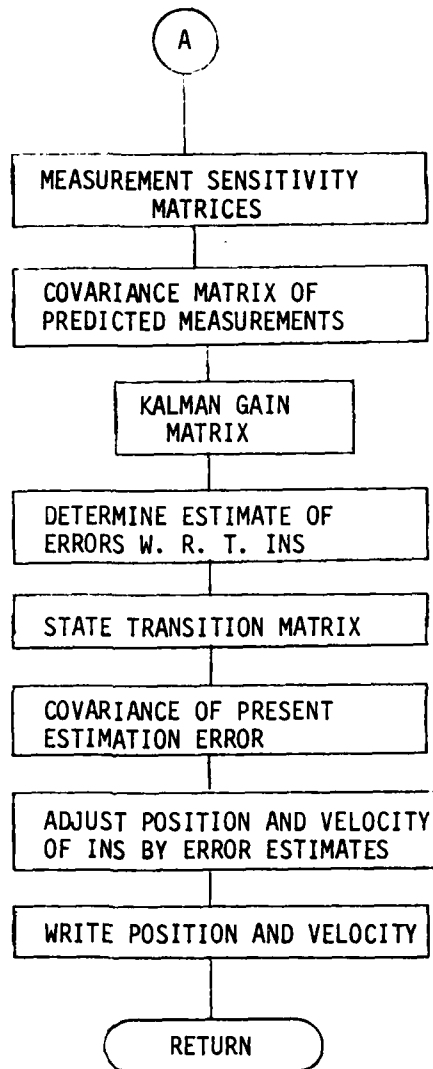 A
MEASUREMENT SENSITIVITY
MATRICES
COVARIANCE MATRIX OF
PREDICTED MEASUREMENTS
KALMAN GAIN
MATRIX
DETERMINE ESTIMATE OF
ERRORS W. R. T. INS
STATE TRANSITION MATRIX
COVARIANCE OF PRESENT
ESTIMATION ERROR
ADJUST POSITION AND VELOCITY
OF INS BY ERROR ESTIMATES
WRITE POSITION AND VELOCITY
RETURN